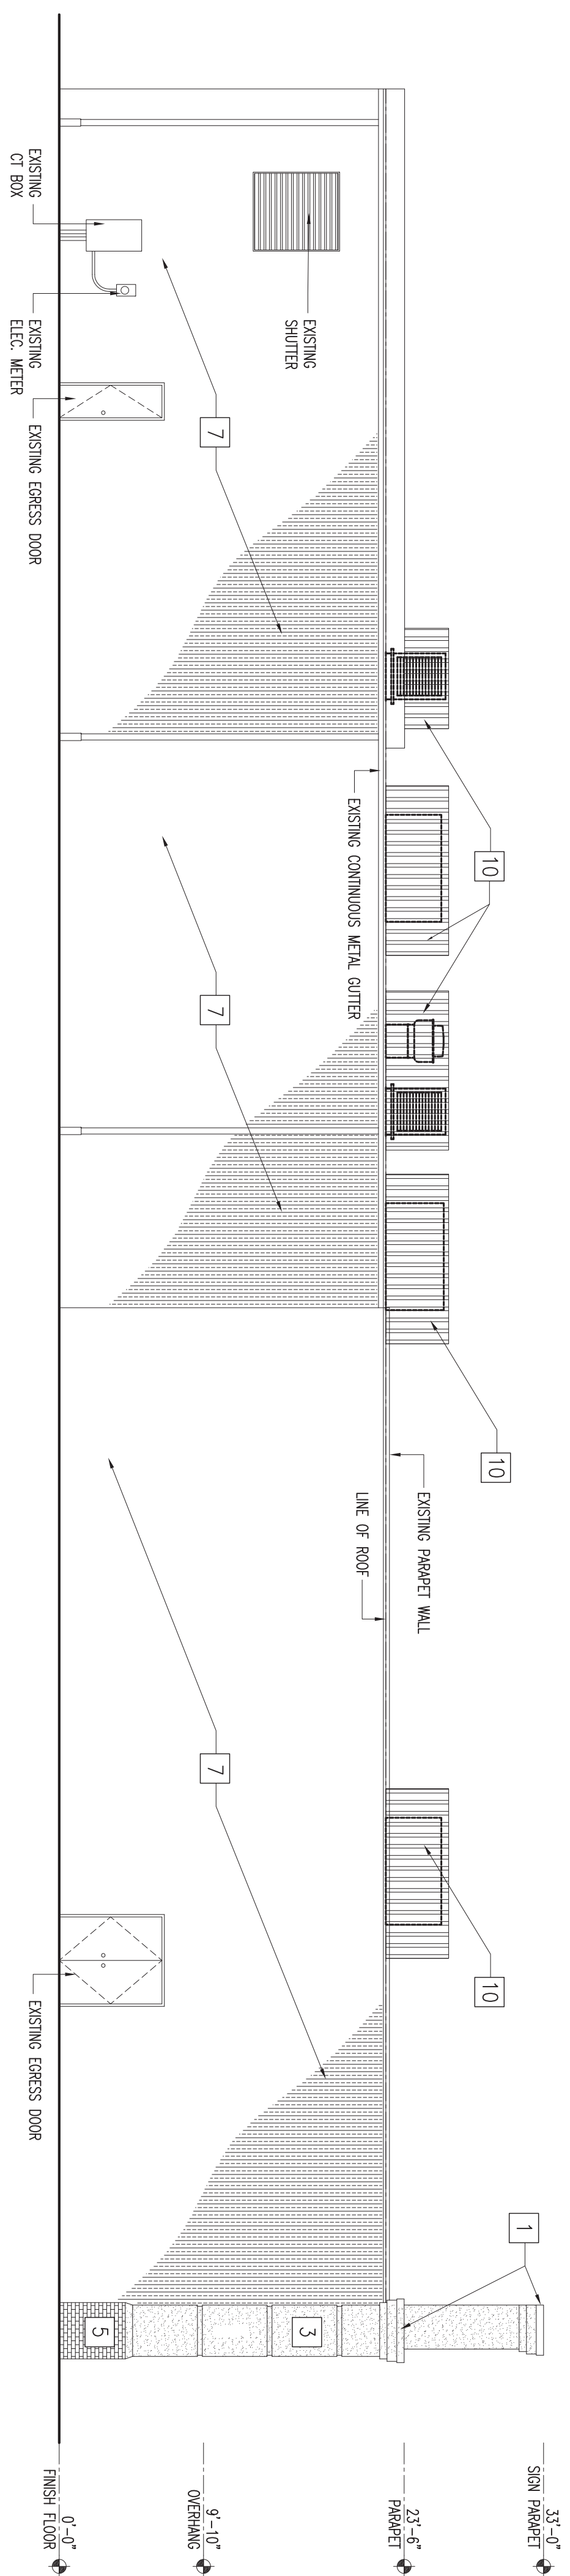 1
33'-0"
SIGN PARAPET
10
10
10
EXISTING PARAPET WALL
23'-6"
PARAPET
LINE OF ROOF
EXISTING CONTINUOUS METAL GUTTER
EXISTING
SHUTTER
3
7
7
7
9'-10"
OVERHANG
5
0'-0"
FINISH FLOOR
EXISTING
CT BOX
EXISTING
ELEC. METER
EXISTING EGRESS DOOR
EXISTING EGRESS DOOR